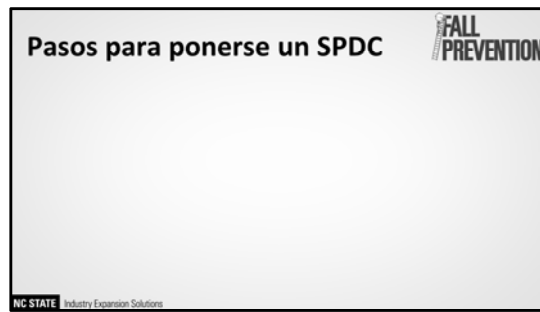 Pasos para ponerse un SPDC
FALL
PREVENTION
NC STATE Industry Expansion Solutions